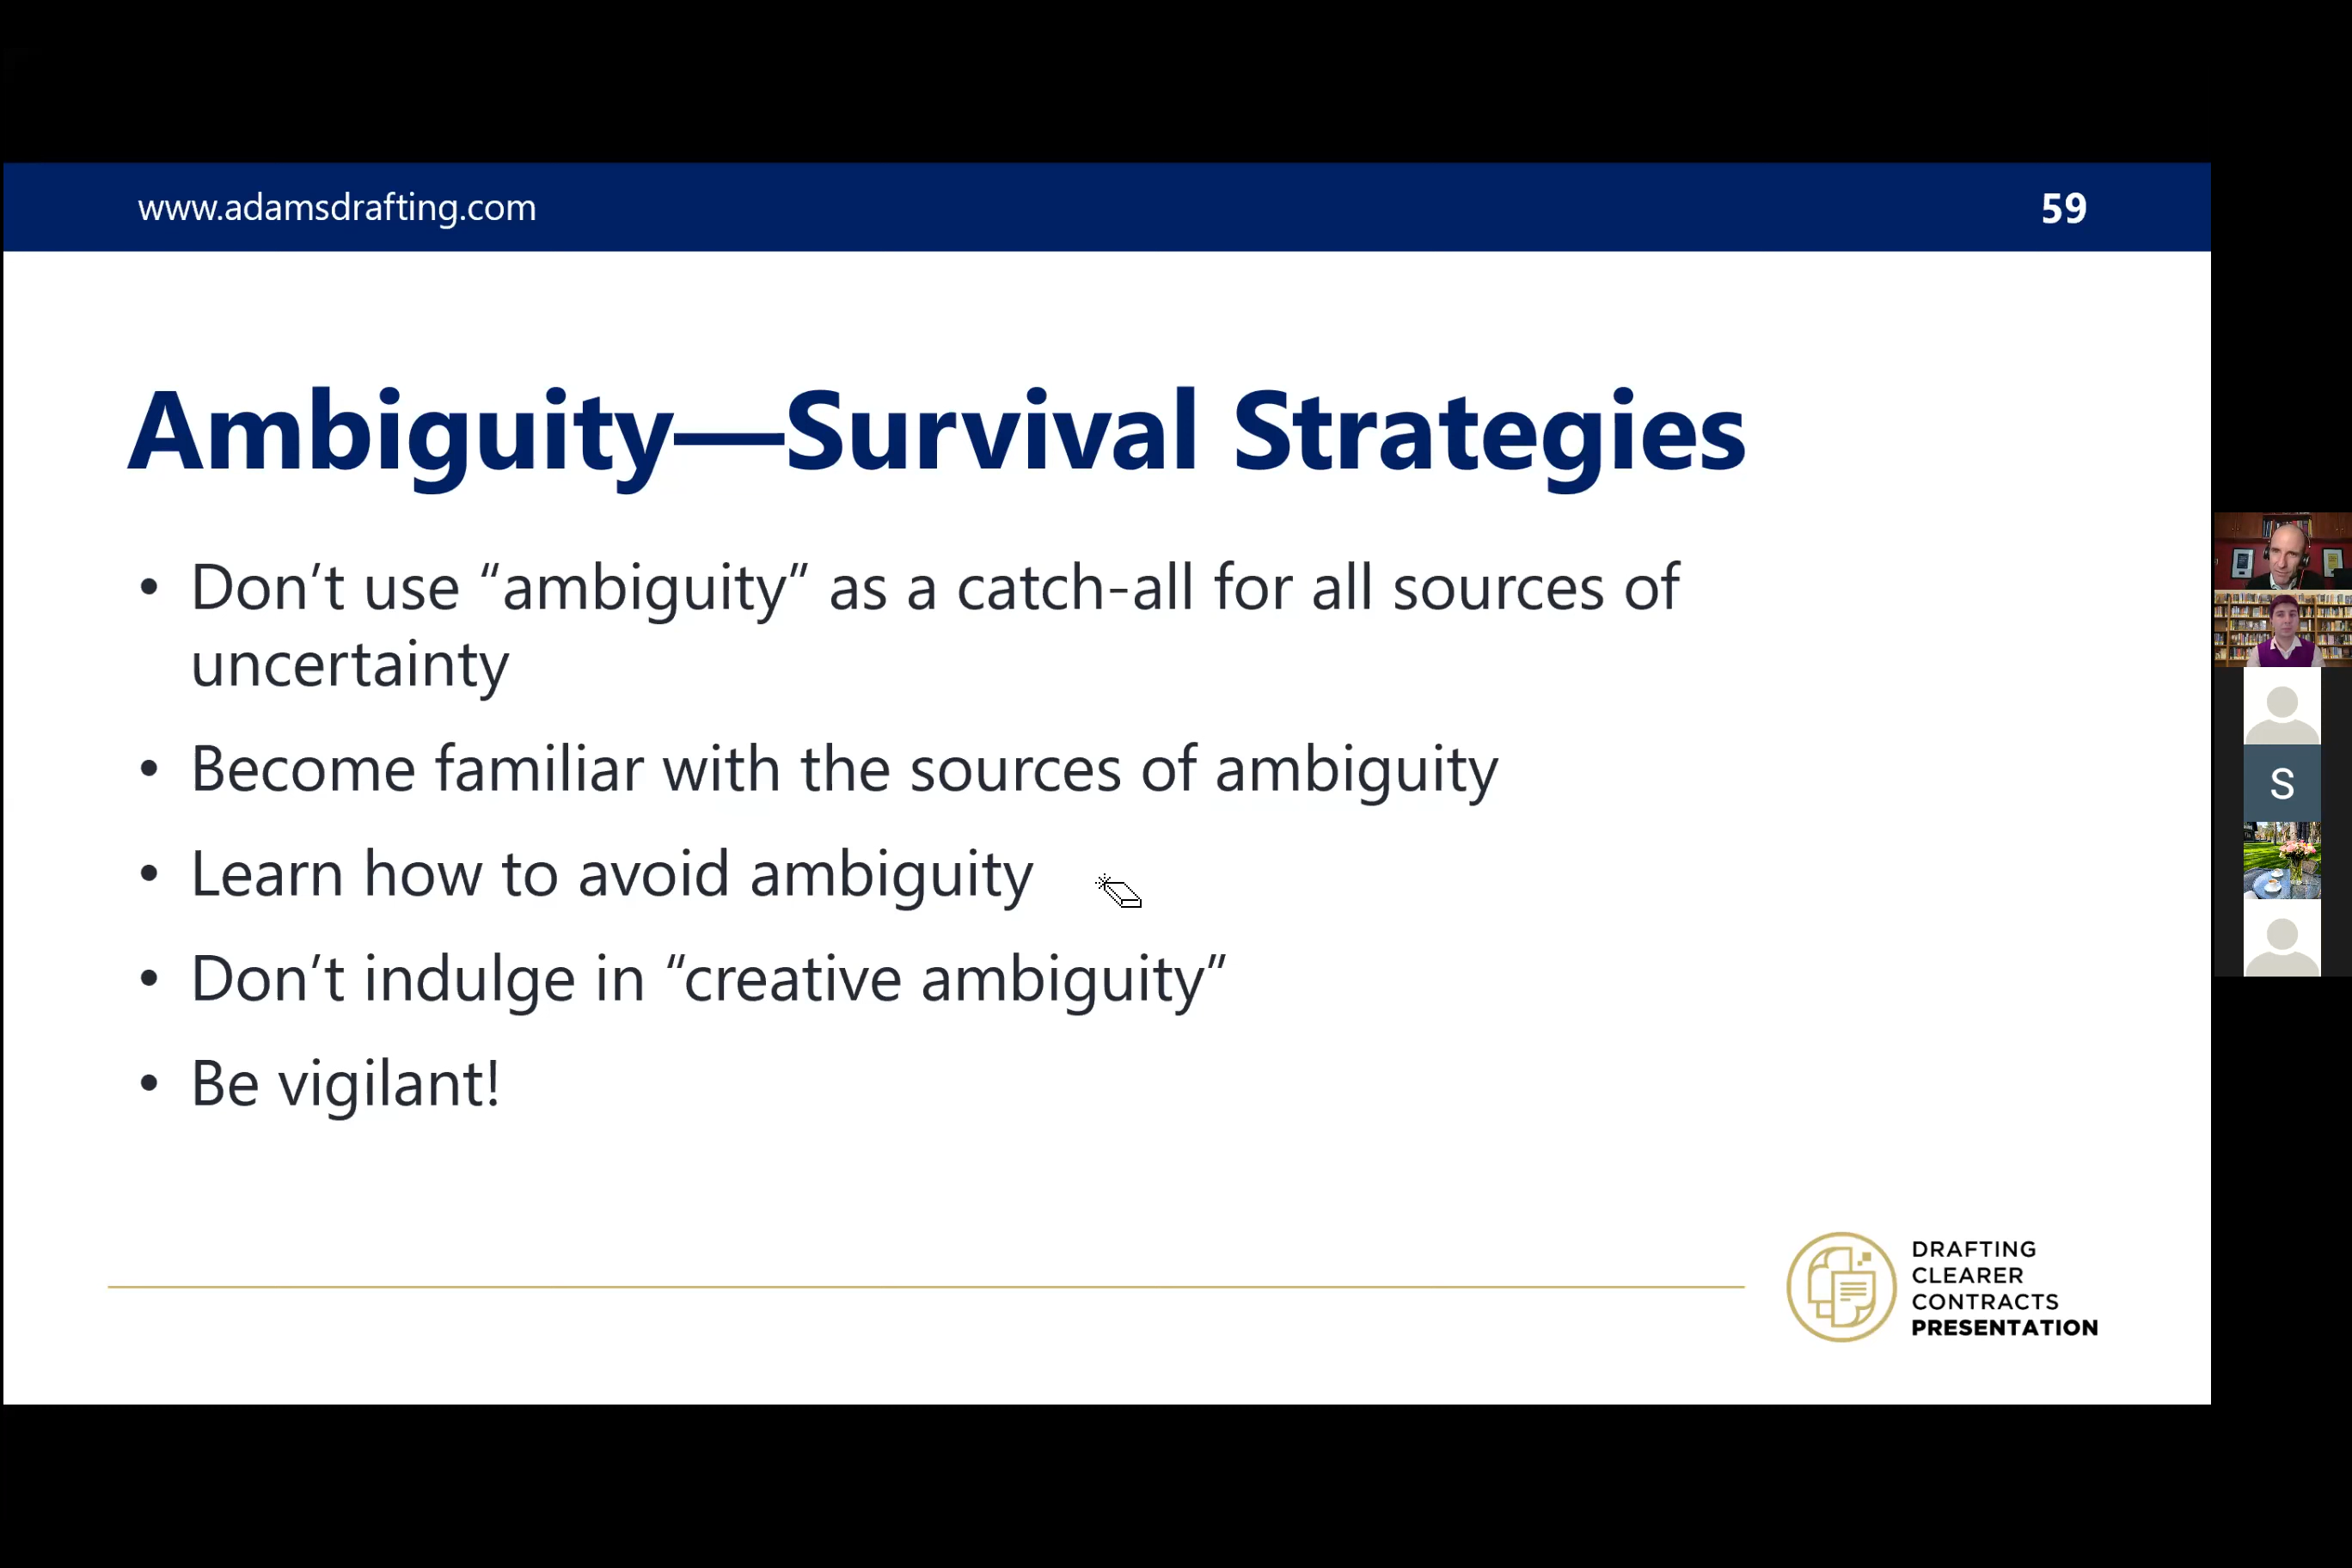 www.adamsdrafting.com
59
Ambiguity—Survival Strategies
• Don’t use “ambiguity” as a catch-all for all sources of
uncertainty
• Become familiar with the sources of ambiguity
• Learn how to avoid ambiguity
• Don’t indulge in “creative ambiguity”
• Be vigilant!
S
DRAFTING
CLEARER
CONTRACTS
PRESENTATION